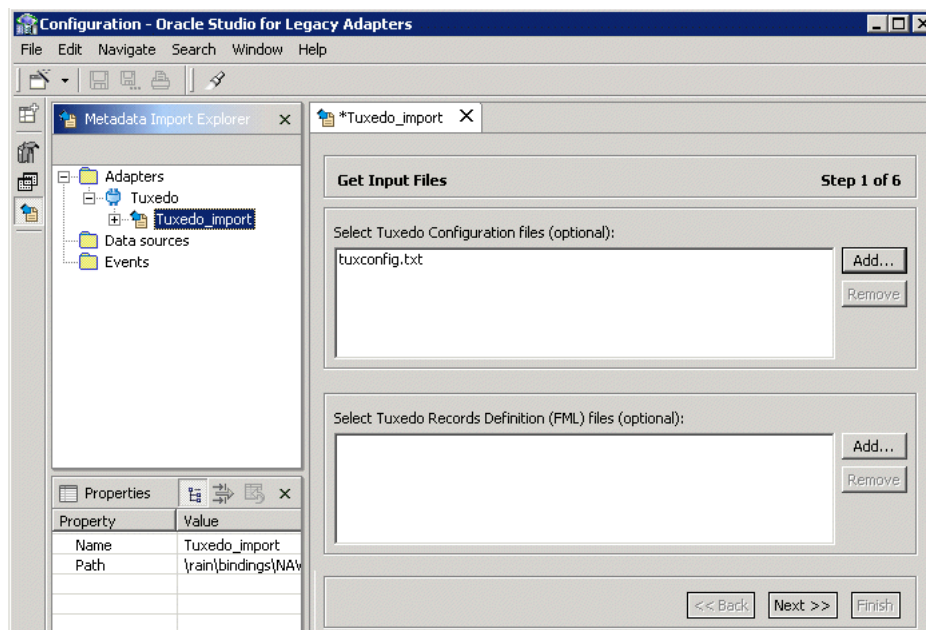 Configuration - Oracle Studio for Legacy Adapters
File Edit Navigate Search Window Help
Metadata Import Explorer
*Tuxedo_import
Adapters
Tuxedo
Tuxedo_import
Data sources
Events
Get Input Files
Step 1 of 6
Select Tuxedo Configuration files (optional):
tuxconfig.txt
Add...
Remove
Select Tuxedo Records Definition (FML) files (optional):
Add...
Remove
Properties
Property Value
Name Tuxedo_import
Path \rain\bindings\NAV
<< Back Next >> Finish